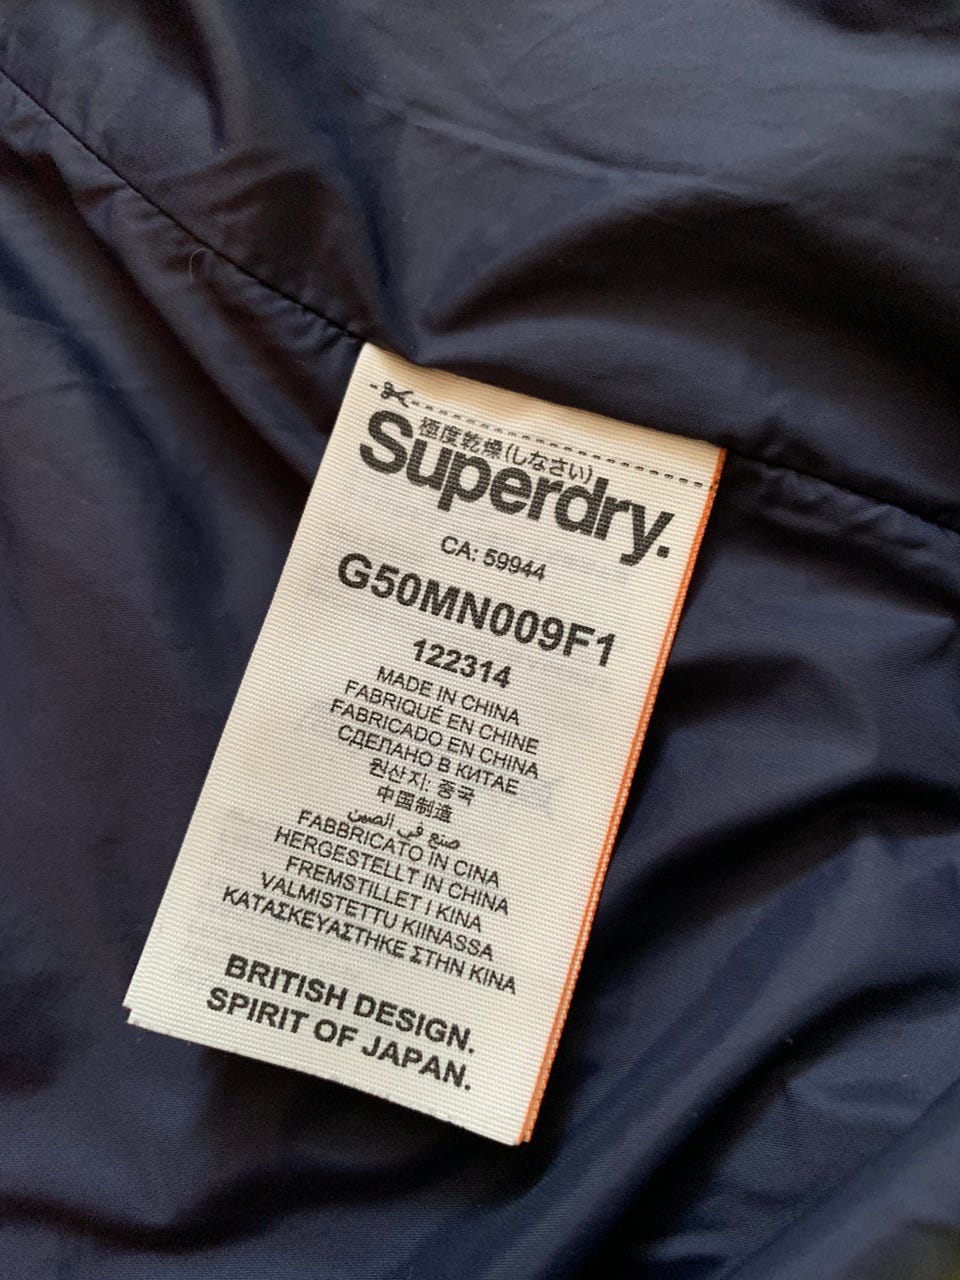 極度乾燥(しなさい)
Superdry.
CA: 59944
G50MN009F1
122314
MADE IN CHINA
FABRIQUÉ EN CHINE
FABRICADO EN CHINA
СДЕЛАНО В КИТАЕ
원산지: 중국
中国制造
صنع في الصين
FABBRICATO IN CINA
HERGESTELLT IN CHINA
FREMSTILLET I KINA
VALMISTETTU KIINASSA
ΚΑΤΑΣΚΕΥΑΣΤΗΚΕ ΣΤΗΝ ΚΙΝΑ
BRITISH DESIGN.
SPIRIT OF JAPAN.